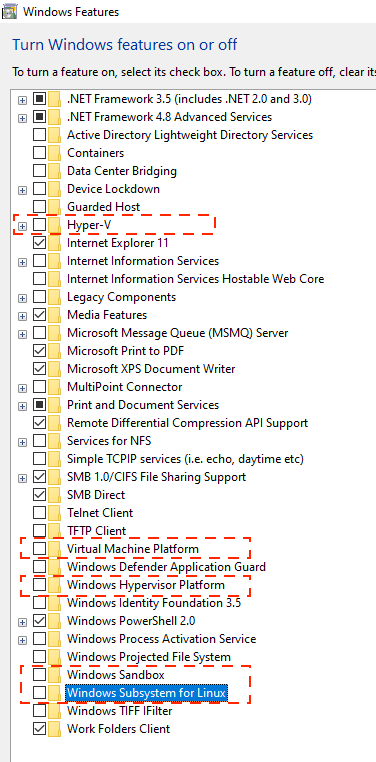 Windows Features
Turn Windows features on or off
To turn a feature on, select its check box. To turn a feature off, clear its
.NET Framework 3.5 (includes .NET 2.0 and 3.0)
.NET Framework 4.8 Advanced Services
Active Directory Lightweight Directory Services
Containers
Data Center Bridging
Device Lockdown
Guarded Host
Hyper-V
Internet Explorer 11
Internet Information Services
Internet Information Services Hostable Web Core
Legacy Components
Media Features
Microsoft Message Queue (MSMQ) Server
Microsoft Print to PDF
Microsoft XPS Document Writer
MultiPoint Connector
Print and Document Services
Remote Differential Compression API Support
Services for NFS
Simple TCPIP services (i.e. echo, daytime etc)
SMB 1.0/CIFS File Sharing Support
SMB Direct
Telnet Client
TFTP Client
Virtual Machine Platform
Windows Defender Application Guard
Windows Hypervisor Platform
Windows Identity Foundation 3.5
Windows PowerShell 2.0
Windows Process Activation Service
Windows Projected File System
Windows Sandbox
Windows Subsystem for Linux
Windows TIFF IFilter
Work Folders Client